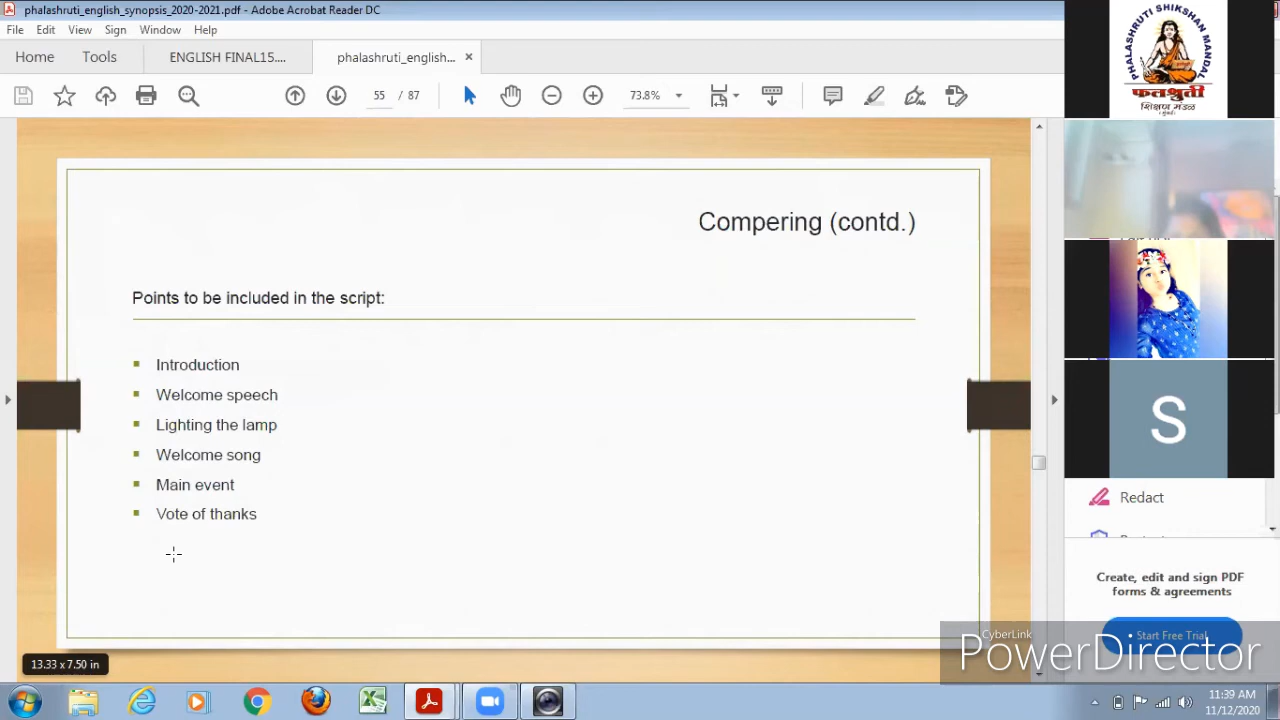 phalashruti_english_synopsis_2020-2021.pdf - Adobe Acrobat Reader DC
File Edit View Sign Window Help
Home Tools ENGLISH FINAL15.... phalashruti_english... ×
55 / 87 73.8%
Compering (contd.)
Points to be included in the script:
Introduction
Welcome speech
Lighting the lamp
Welcome song
Main event
Vote of thanks
13.33 x 7.50 in
PHALASHRUTI SHIKSHAN MANDAL
फलश्रुती
शिक्षण मंडळ
S
Redact
Create, edit and sign PDF
forms & agreements
Start Free Trial
CyberLink
PowerDirector
11:39 AM
11/12/2020